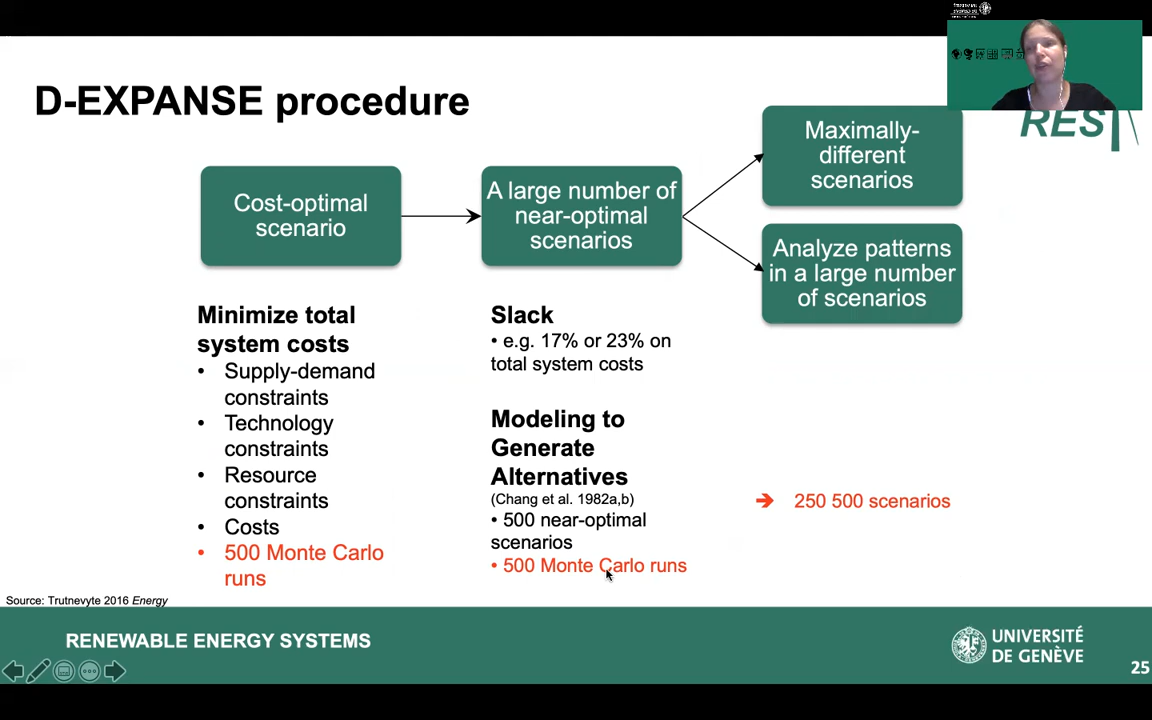 D-EXPANSE procedure
Cost-optimal
scenario
A large number of
near-optimal
scenarios
Maximally-
different
scenarios
Analyze patterns
in a large number
of scenarios
RES
Minimize total
system costs
• Supply-demand
constraints
• Technology
constraints
• Resource
constraints
• Costs
• 500 Monte Carlo
runs
Slack
• e.g. 17% or 23% on
total system costs
Modeling to
Generate
Alternatives
(Chang et al. 1982a,b)
• 500 near-optimal
scenarios
• 500 Monte Carlo runs
➔ 250 500 scenarios
Source: Trutnevyte 2016 Energy
RENEWABLE ENERGY SYSTEMS
UNIVERSITÉ
DE GENÈVE
25